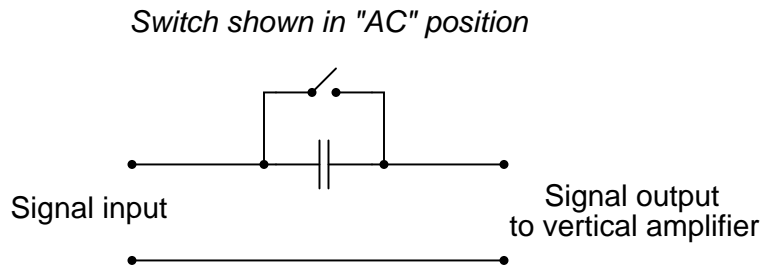 Switch shown in "AC" position
Signal input
Signal output
to vertical amplifier